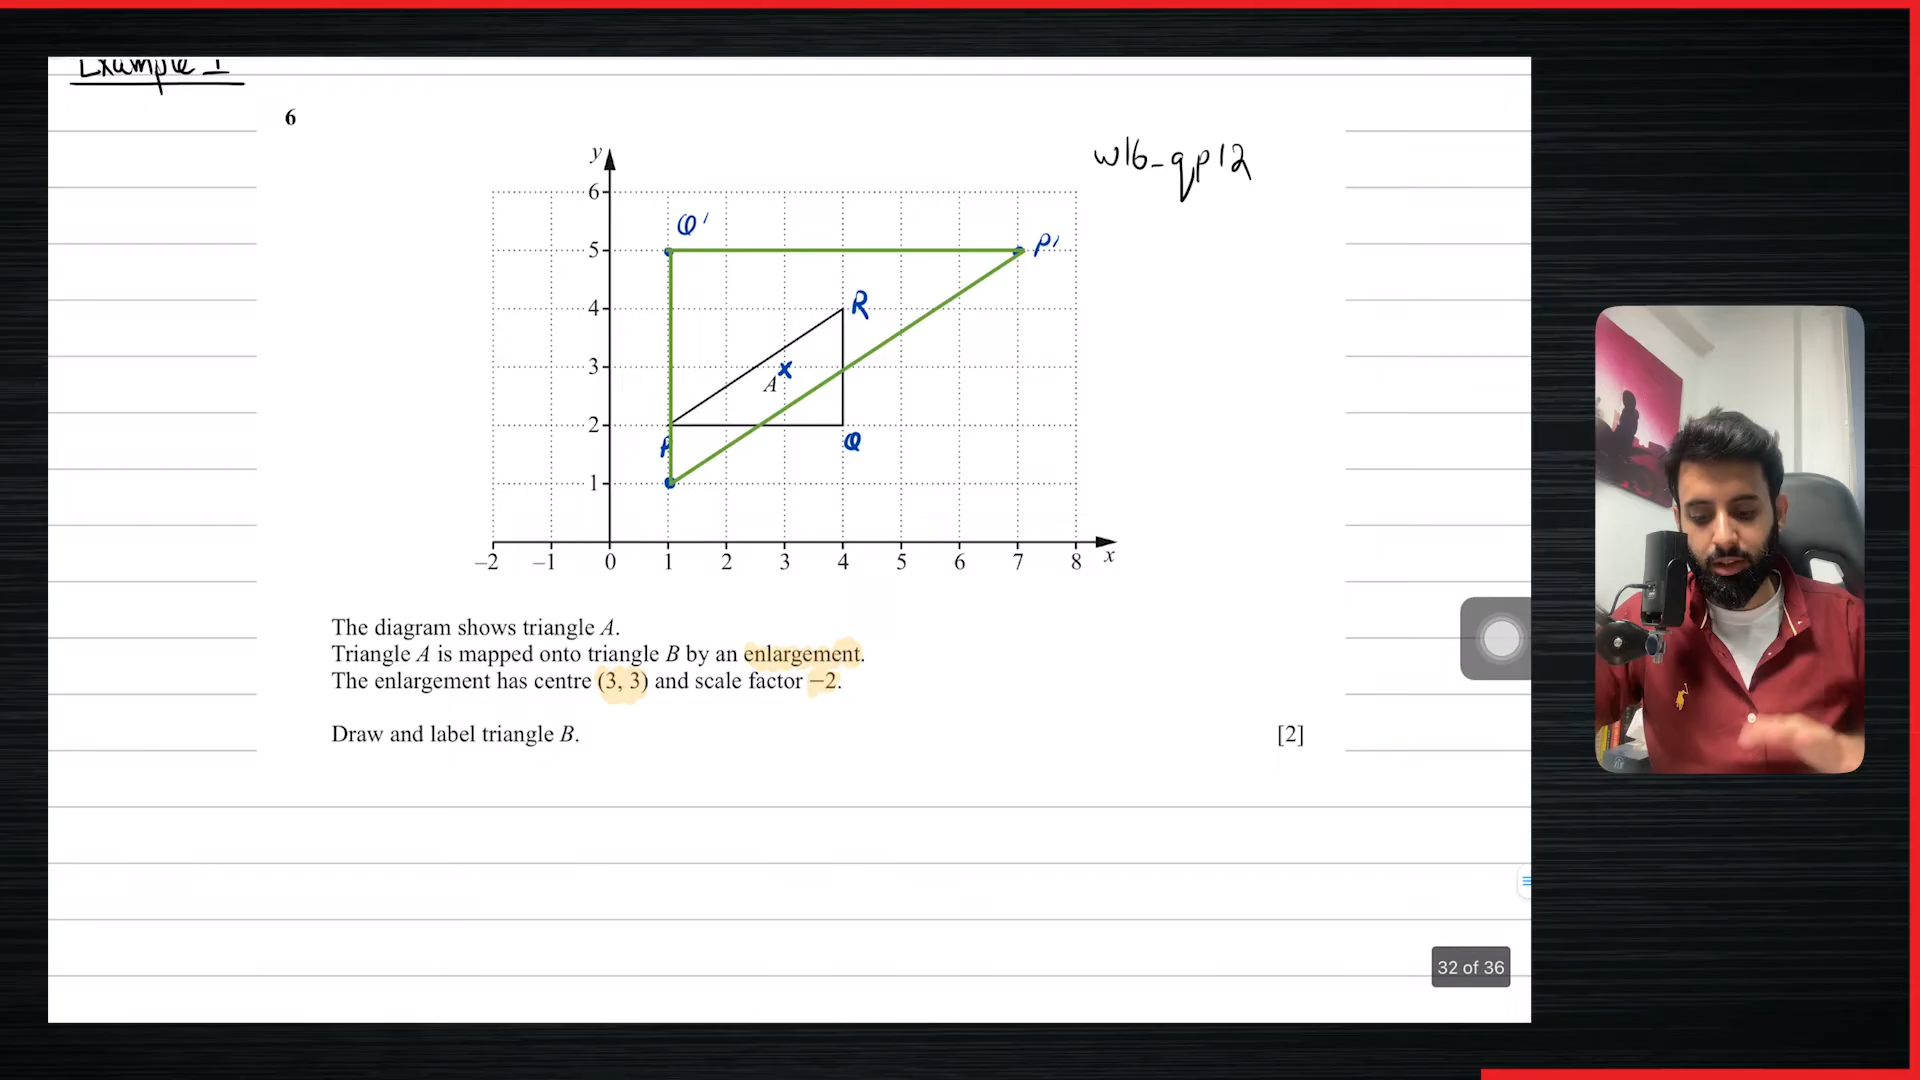 Example 1
6
w16_qp12
y
6
Q'
5
P'
4
R
3
A
x
2
P
Q
1
–2 –1 0 1 2 3 4 5 6 7 8 x
The diagram shows triangle A.
Triangle A is mapped onto triangle B by an enlargement.
The enlargement has centre (3, 3) and scale factor –2.
Draw and label triangle B. [2]
32 of 36